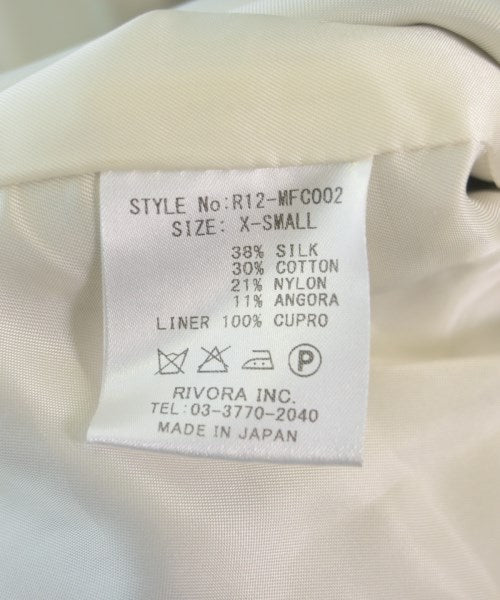 STYLE No:R12-MFC002
SIZE: X-SMALL
38% SILK
30% COTTON
21% NYLON
11% ANGORA
LINER 100% CUPRO
P
RIVORA INC.
TEL:03-3770-2040
MADE IN JAPAN